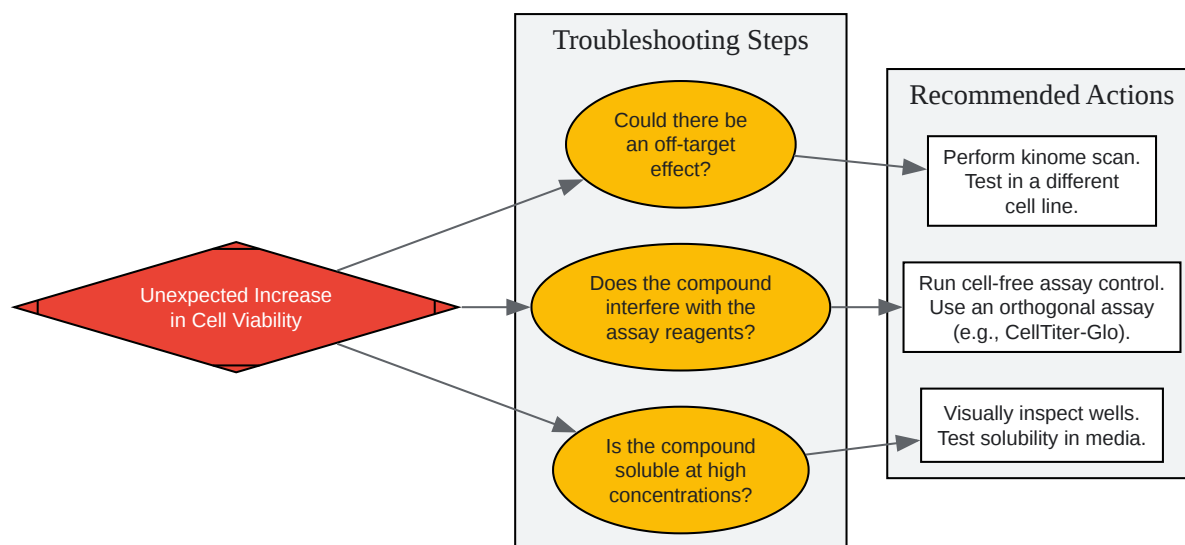 Unexpected Increase
in Cell Viability
Troubleshooting Steps
Could there be
an off-target
effect?
Does the compound
interfere with the
assay reagents?
Is the compound
soluble at high
concentrations?
Recommended Actions
Perform kinome scan.
Test in a different
cell line.
Run cell-free assay control.
Use an orthogonal assay
(e.g., CellTiter-Glo).
Visually inspect wells.
Test solubility in media.